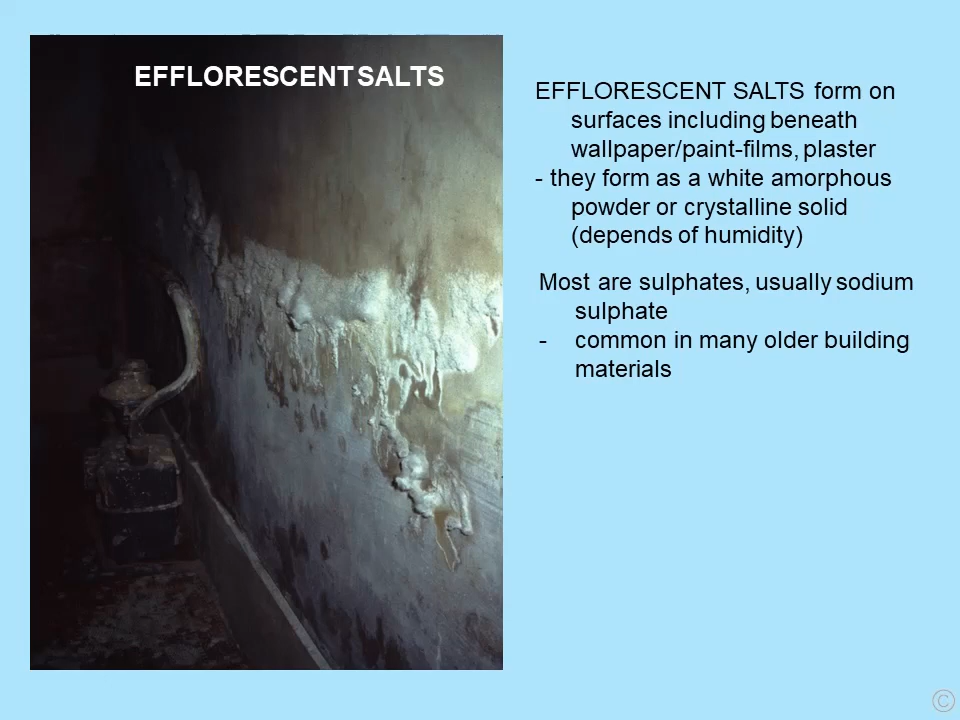 EFFLORESCENT SALTS
EFFLORESCENT SALTS form on
surfaces including beneath
wallpaper/paint-films, plaster
- they form as a white amorphous
powder or crystalline solid
(depends of humidity)
Most are sulphates, usually sodium
sulphate
- common in many older building
materials
©